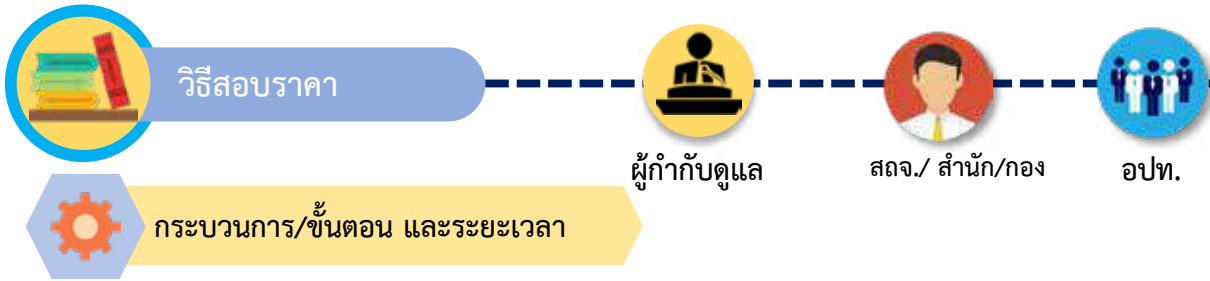 วิธีสอบราคา
ผู้กำกับดูแล
สถจ./ สำนัก/กอง
อปท.
กระบวนการ/ขั้นตอน และระยะเวลา